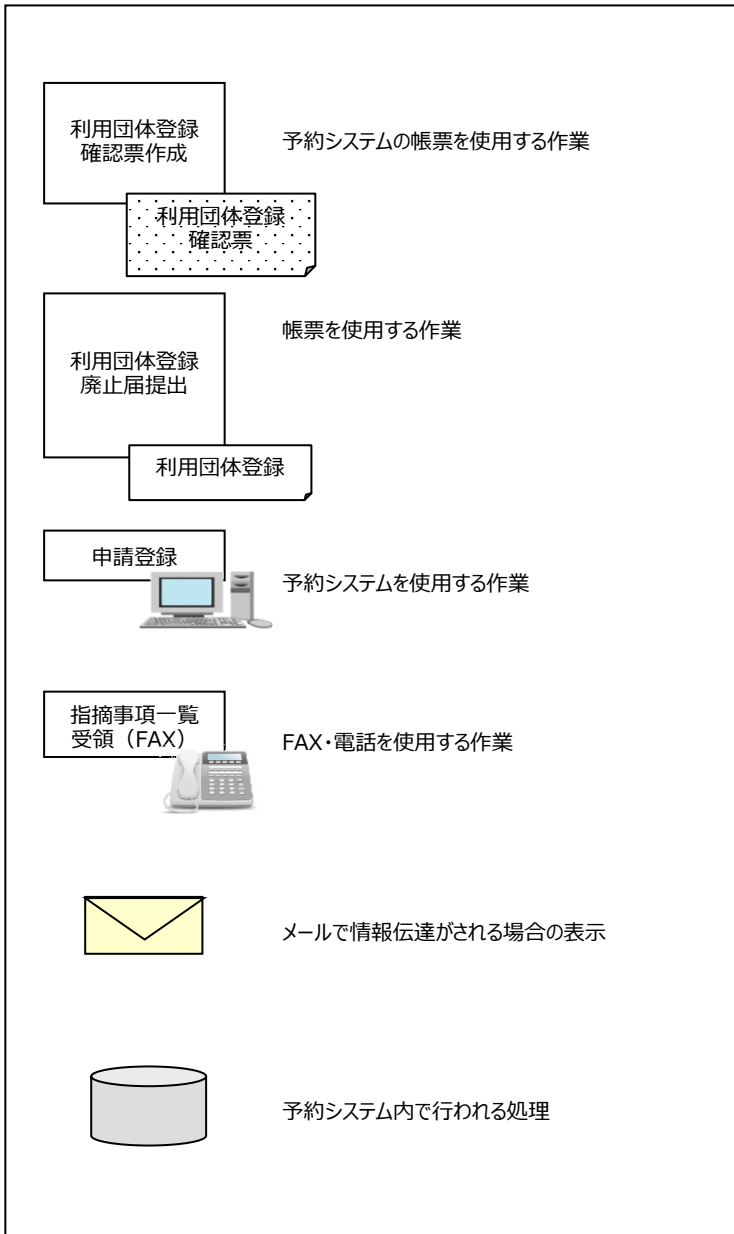 利用団体登録
確認票作成
予約システムの帳票を使用する作業
利用団体登録
確認票
帳票を使用する作業
利用団体登録
廃止届提出
利用団体登録
申請登録
予約システムを使用する作業
指摘事項一覧
受領（FAX）
FAX・電話を使用する作業
メールで情報伝達がされる場合の表示
予約システム内で行われる処理